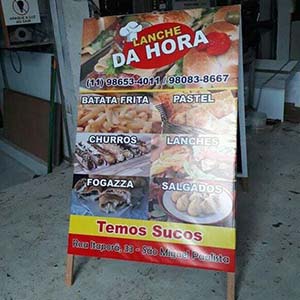 LANCHE
DA HORA
(11) 98653-4011 / 98083-8667
BATATA FRITA PASTEL
CHURROS LANCHES
FOGAZZA SALGADOS
Temos Sucos
Rua Itaporé, 33 - São Miguel Paulista